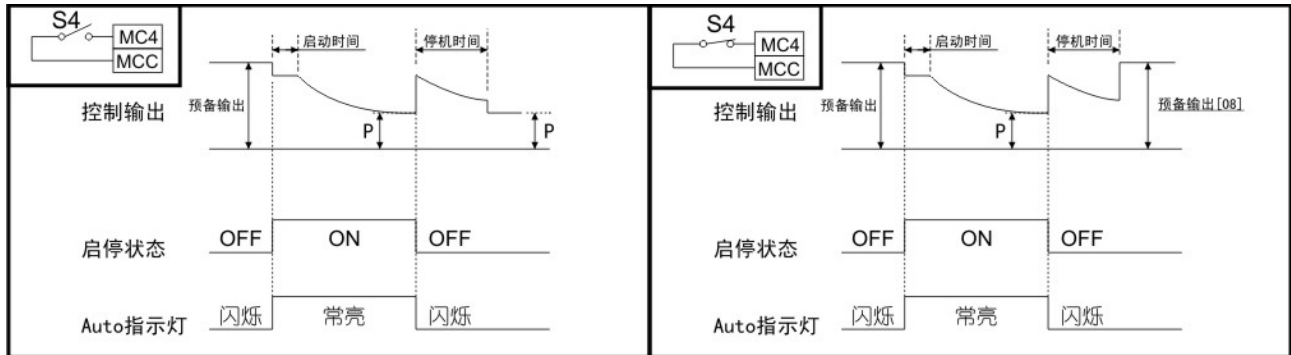 S4
MC4
MCC
启动时间
停机时间
控制输出
预备输出
P
P
启停状态
OFF
ON
OFF
Auto指示灯
闪烁
常亮
闪烁
S4
MC4
MCC
启动时间
停机时间
控制输出
预备输出
P
预备输出[08]
启停状态
OFF
ON
OFF
Auto指示灯
闪烁
常亮
闪烁